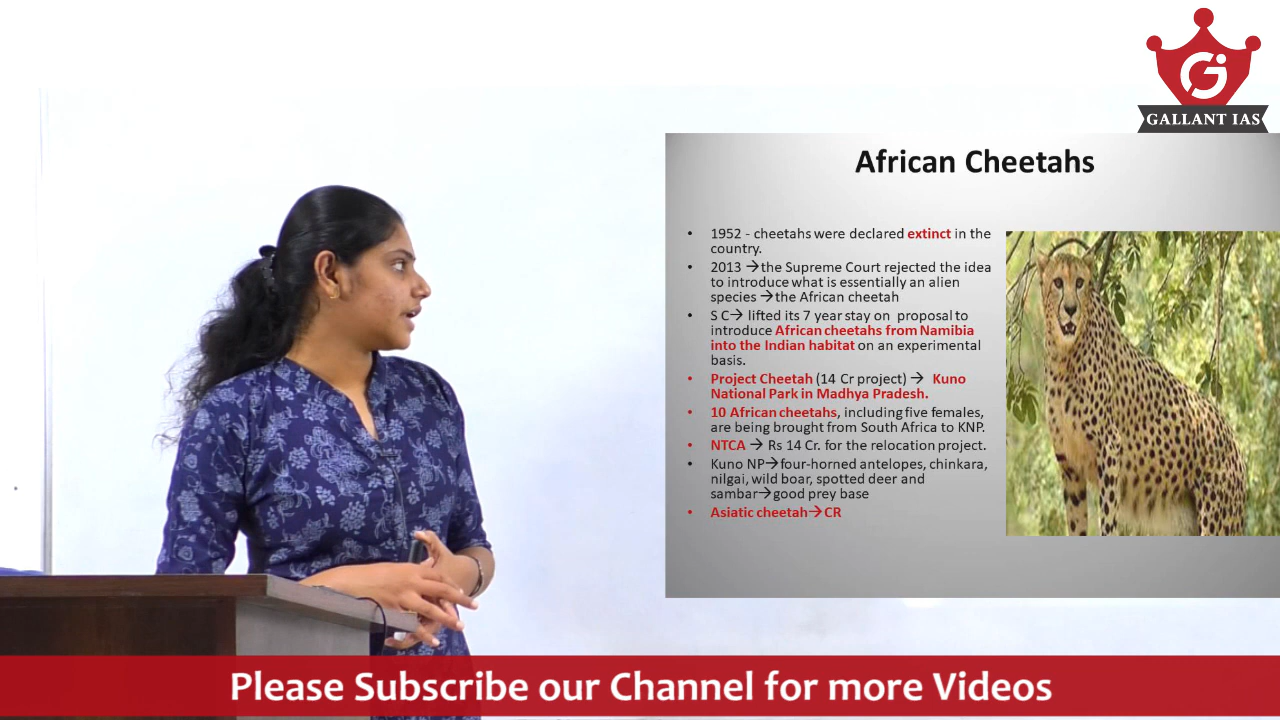 GALLANT IAS
African Cheetahs
• 1952 - cheetahs were declared extinct in the
country.
• 2013 →the Supreme Court rejected the idea
to introduce what is essentially an alien
species →the African cheetah
• S C→ lifted its 7 year stay on proposal to
introduce African cheetahs from Namibia
into the Indian habitat on an experimental
basis.
• Project Cheetah (14 Cr project) → Kuno
National Park in Madhya Pradesh.
• 10 African cheetahs, including five females,
are being brought from South Africa to KNP.
• NTCA → Rs 14 Cr. for the relocation project.
• Kuno NP→four-horned antelopes, chinkara,
nilgai, wild boar, spotted deer and
sambar→good prey base
• Asiatic cheetah→CR
Please Subscribe our Channel for more Videos